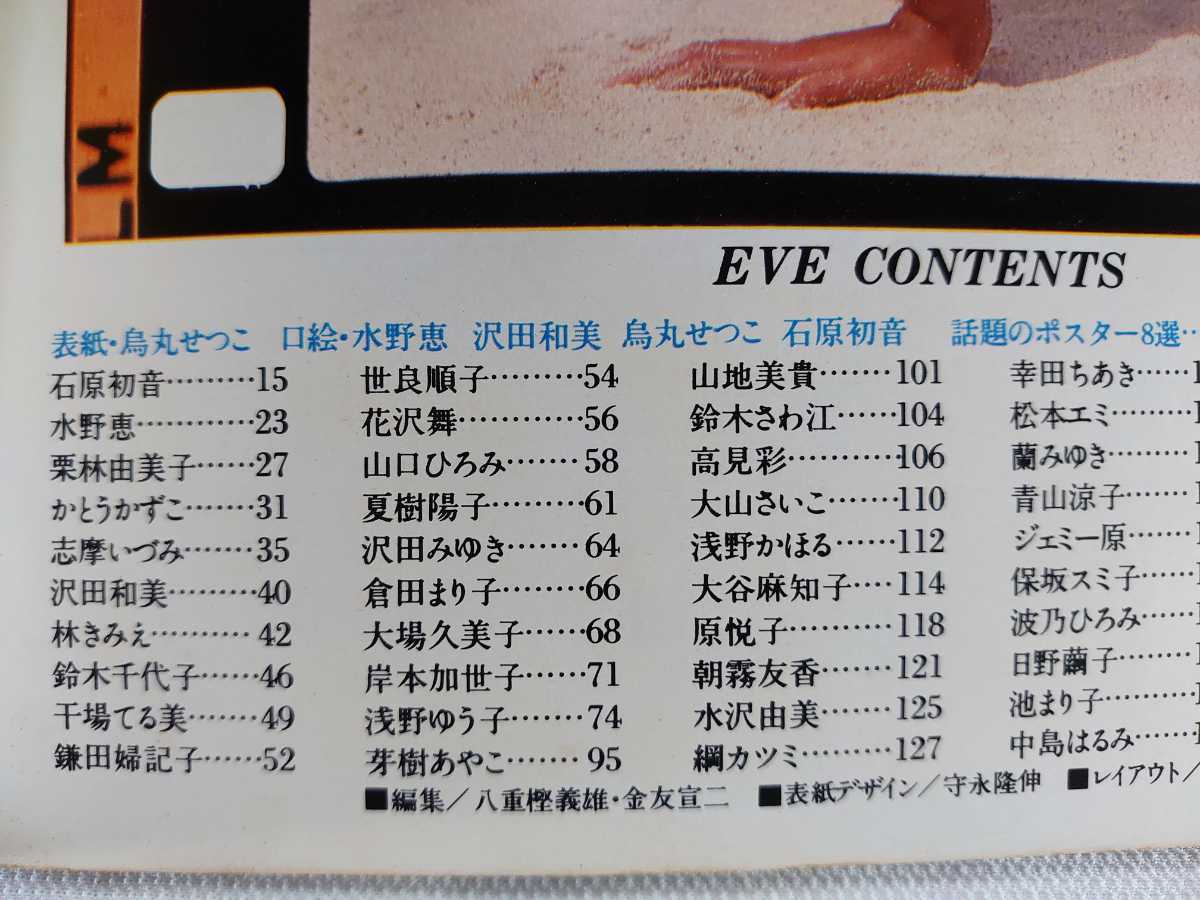 M
EVE CONTENTS
表紙・烏丸せつこ 口絵・水野恵 沢田和美 烏丸せつこ 石原初音 話題のポスター8選…
石原初音………15
水野恵…………23
栗林由美子……27
かとうかずこ……31
志摩いづみ……35
沢田和美………40
林きみえ………42
鈴木千代子……46
干場てる美……49
鎌田婦記子……52
世良順子………54
花沢舞…………56
山口ひろみ……58
夏樹陽子………61
沢田みゆき……64
倉田まり子……66
大場久美子……68
岸本加世子……71
浅野ゆう子……74
芽樹あやこ……95
山地美貴……101
鈴木さわ江……104
高見彩…………106
大山さいこ……110
浅野かほる……112
大谷麻知子……114
原悦子…………118
朝霧友香………121
水沢由美………125
綱カツミ………127
幸田ちあき……1
松本エミ………1
蘭みゆき………1
青山涼子………1
ジェミー原……1
保坂スミ子……1
波乃ひろみ……1
日野繭子………1
池まり子………1
中島はるみ……1
■編集/八重樫義雄・金友宣二 ■表紙デザイン/守永隆伸 ■レイアウト/